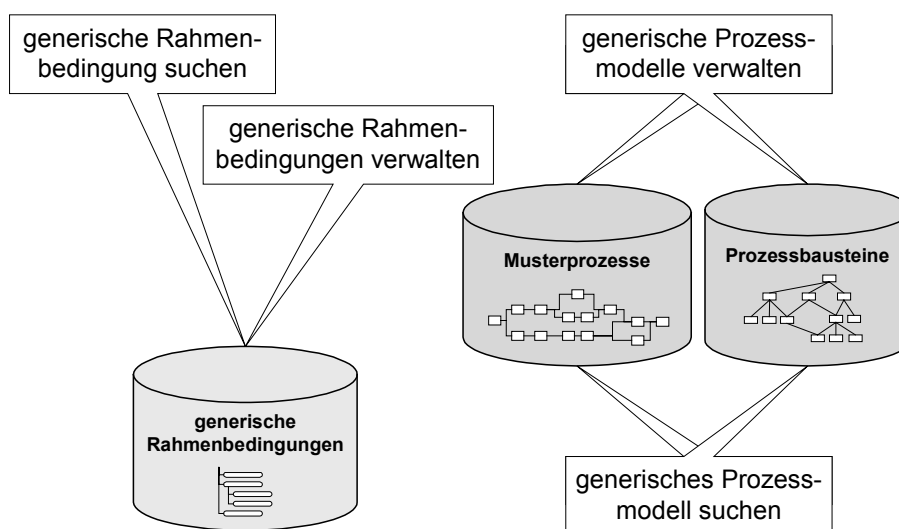 generische Rahmen-
bedingung suchen
generische Rahmen-
bedingungen verwalten
generische Prozess-
modelle verwalten
Musterprozesse
Prozessbausteine
generische
Rahmenbedingungen
generisches Prozess-
modell suchen